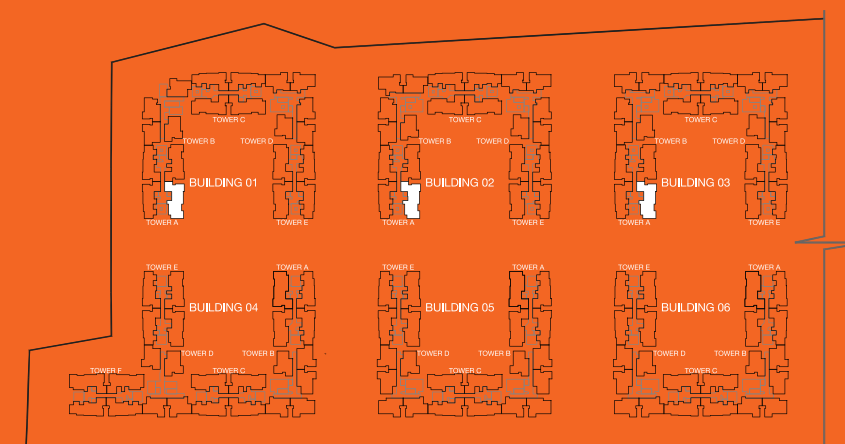 TOWER C
TOWER B TOWER D
BUILDING 01
TOWER A TOWER E
TOWER C
TOWER B TOWER D
BUILDING 02
TOWER A TOWER E
TOWER C
TOWER B TOWER D
BUILDING 03
TOWER A TOWER E
TOWER E TOWER A
BUILDING 04
TOWER D TOWER B
TOWER F TOWER C
TOWER E TOWER A
BUILDING 05
TOWER D TOWER B
TOWER C
TOWER E TOWER A
BUILDING 06
TOWER D TOWER B
TOWER C